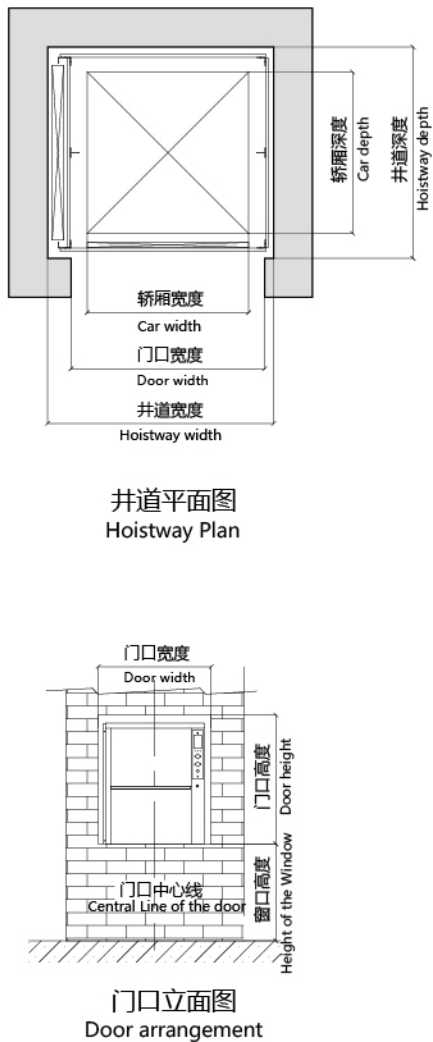 轿厢深度
Car depth
井道深度
Hoistway depth
轿厢宽度
Car width
门口宽度
Door width
井道宽度
Hoistway width
井道平面图
Hoistway Plan
门口宽度
Door width
门口高度
Door height
窗口高度
Height of the Window
门口中心线
Central Line of the door
门口立面图
Door arrangement